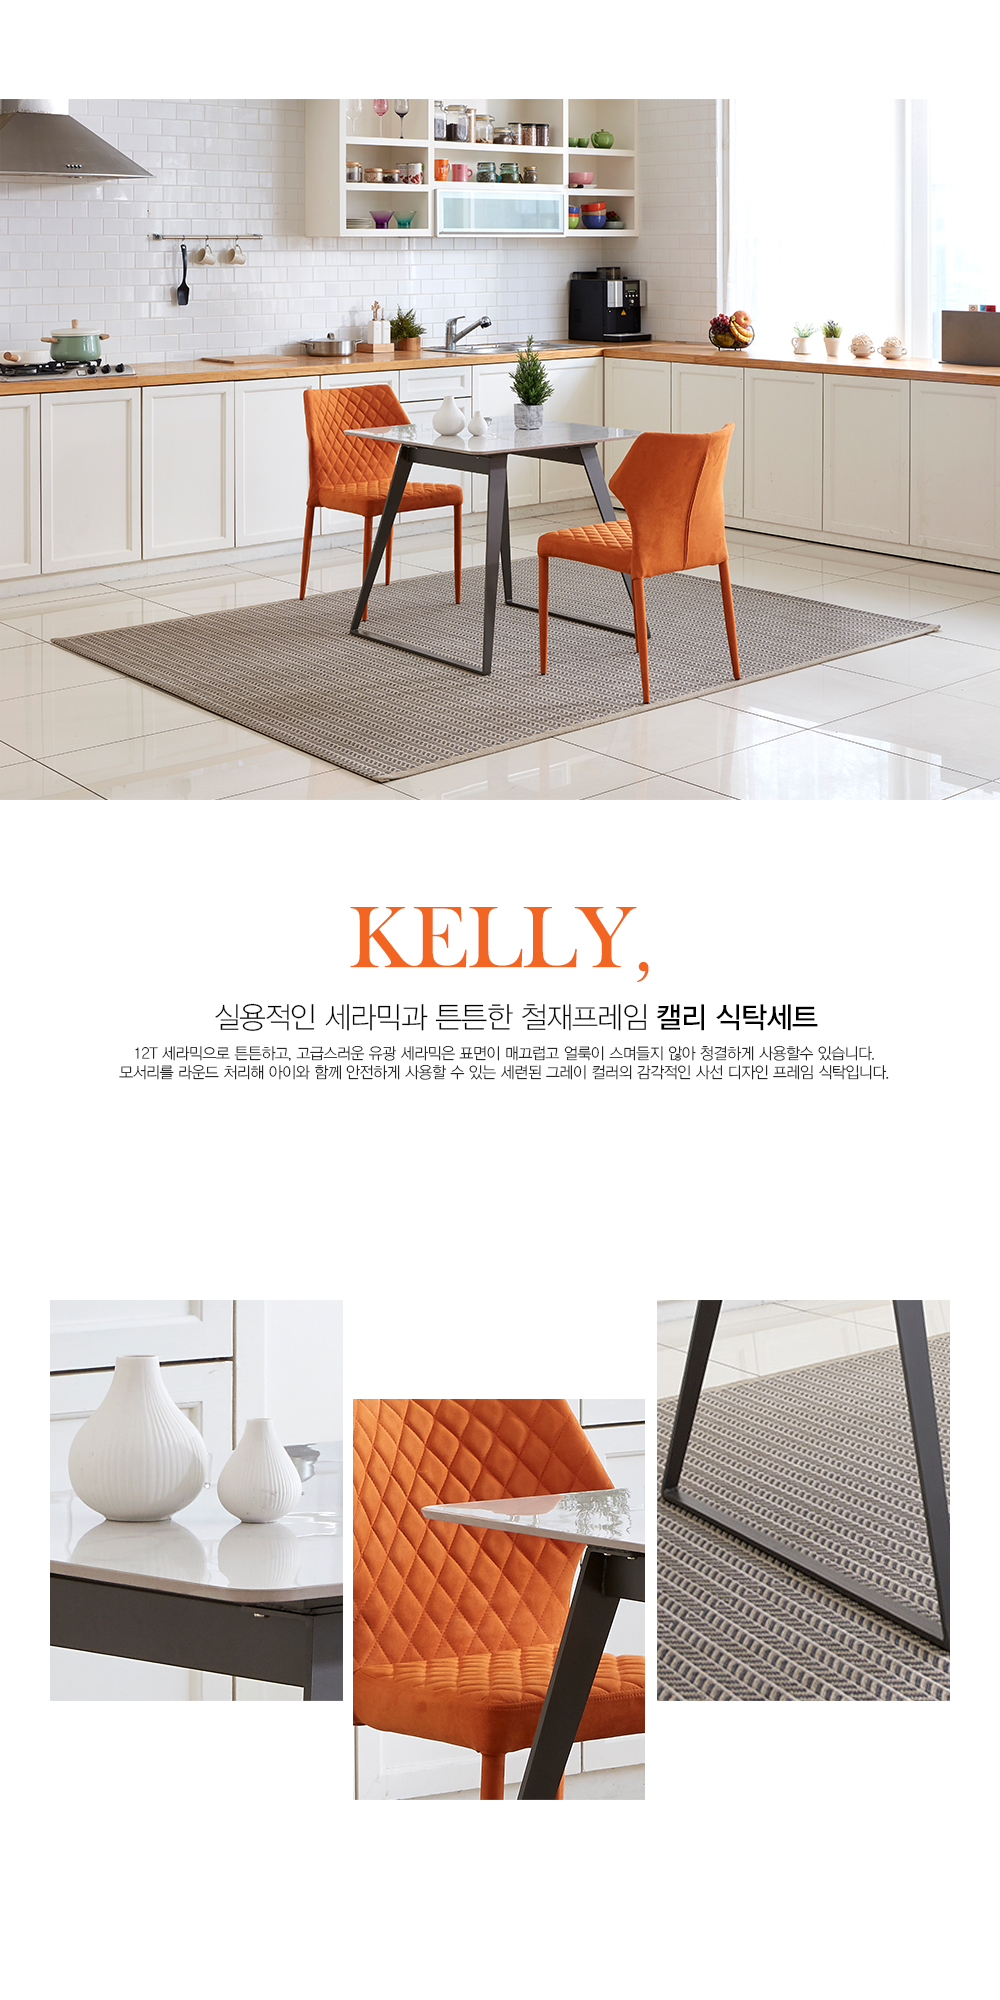 KELLY,
실용적인 세라믹과 튼튼한 철재프레임 캘리 식탁세트
12T 세라믹으로 튼튼하고, 고급스러운 유광 세라믹은 표면이 매끄럽고 얼룩이 스며들지 않아 청결하게 사용할수 있습니다.
모서리를 라운드 처리해 아이와 함께 안전하게 사용할 수 있는 세련된 그레이 컬러의 감각적인 사선 디자인 프레임 식탁입니다.